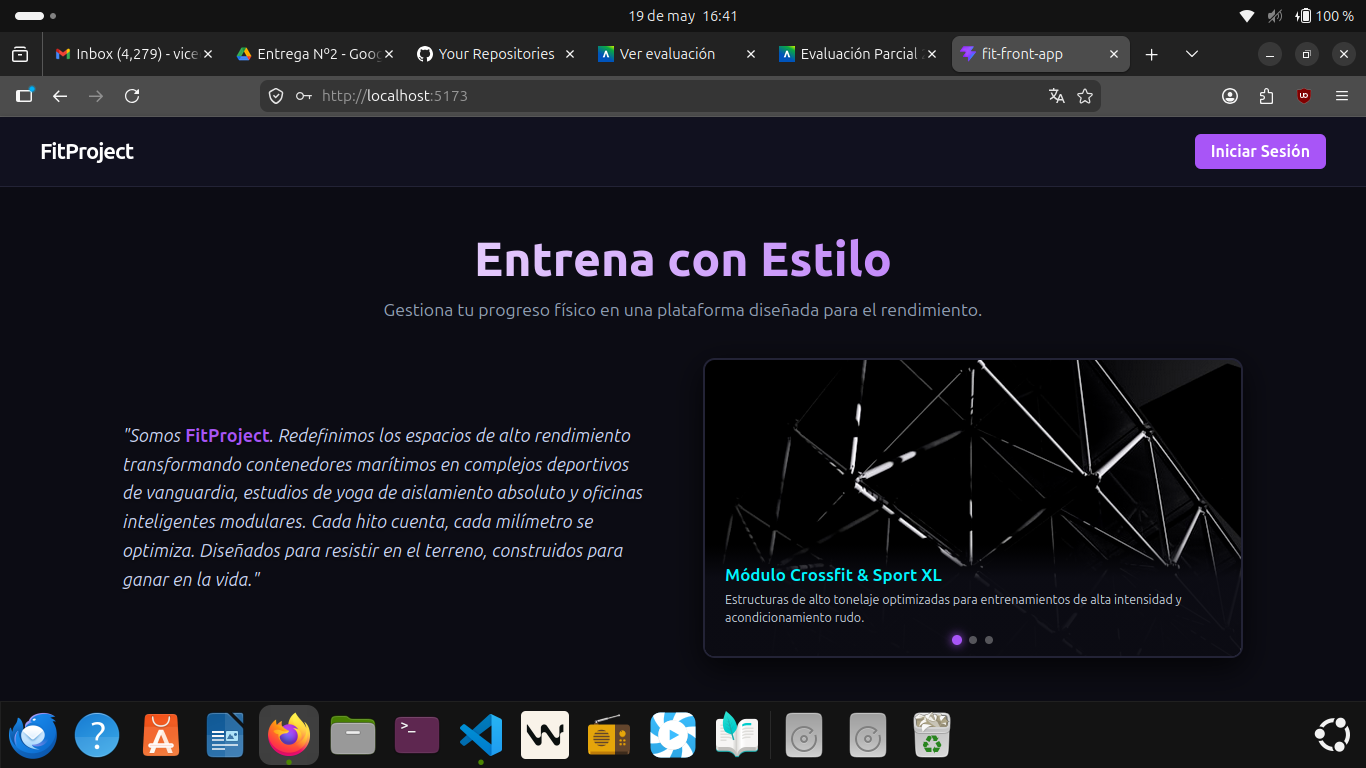 19 de may 16:41
100 %
Inbox (4,279) - vice
Entrega Nº2 - Goog
Your Repositories
Ver evaluación
Evaluación Parcial
fit-front-app
http://localhost:5173
FitProject
Iniciar Sesión
Entrena con Estilo
Gestiona tu progreso físico en una plataforma diseñada para el rendimiento.
"Somos FitProject. Redefinimos los espacios de alto rendimiento
transformando contenedores marítimos en complejos deportivos
de vanguardia, estudios de yoga de aislamiento absoluto y oficinas
inteligentes modulares. Cada hito cuenta, cada milímetro se
optimiza. Diseñados para resistir en el terreno, construidos para
ganar en la vida."
Módulo Crossfit & Sport XL
Estructuras de alto tonelaje optimizadas para entrenamientos de alta intensidad y
acondicionamiento rudo.